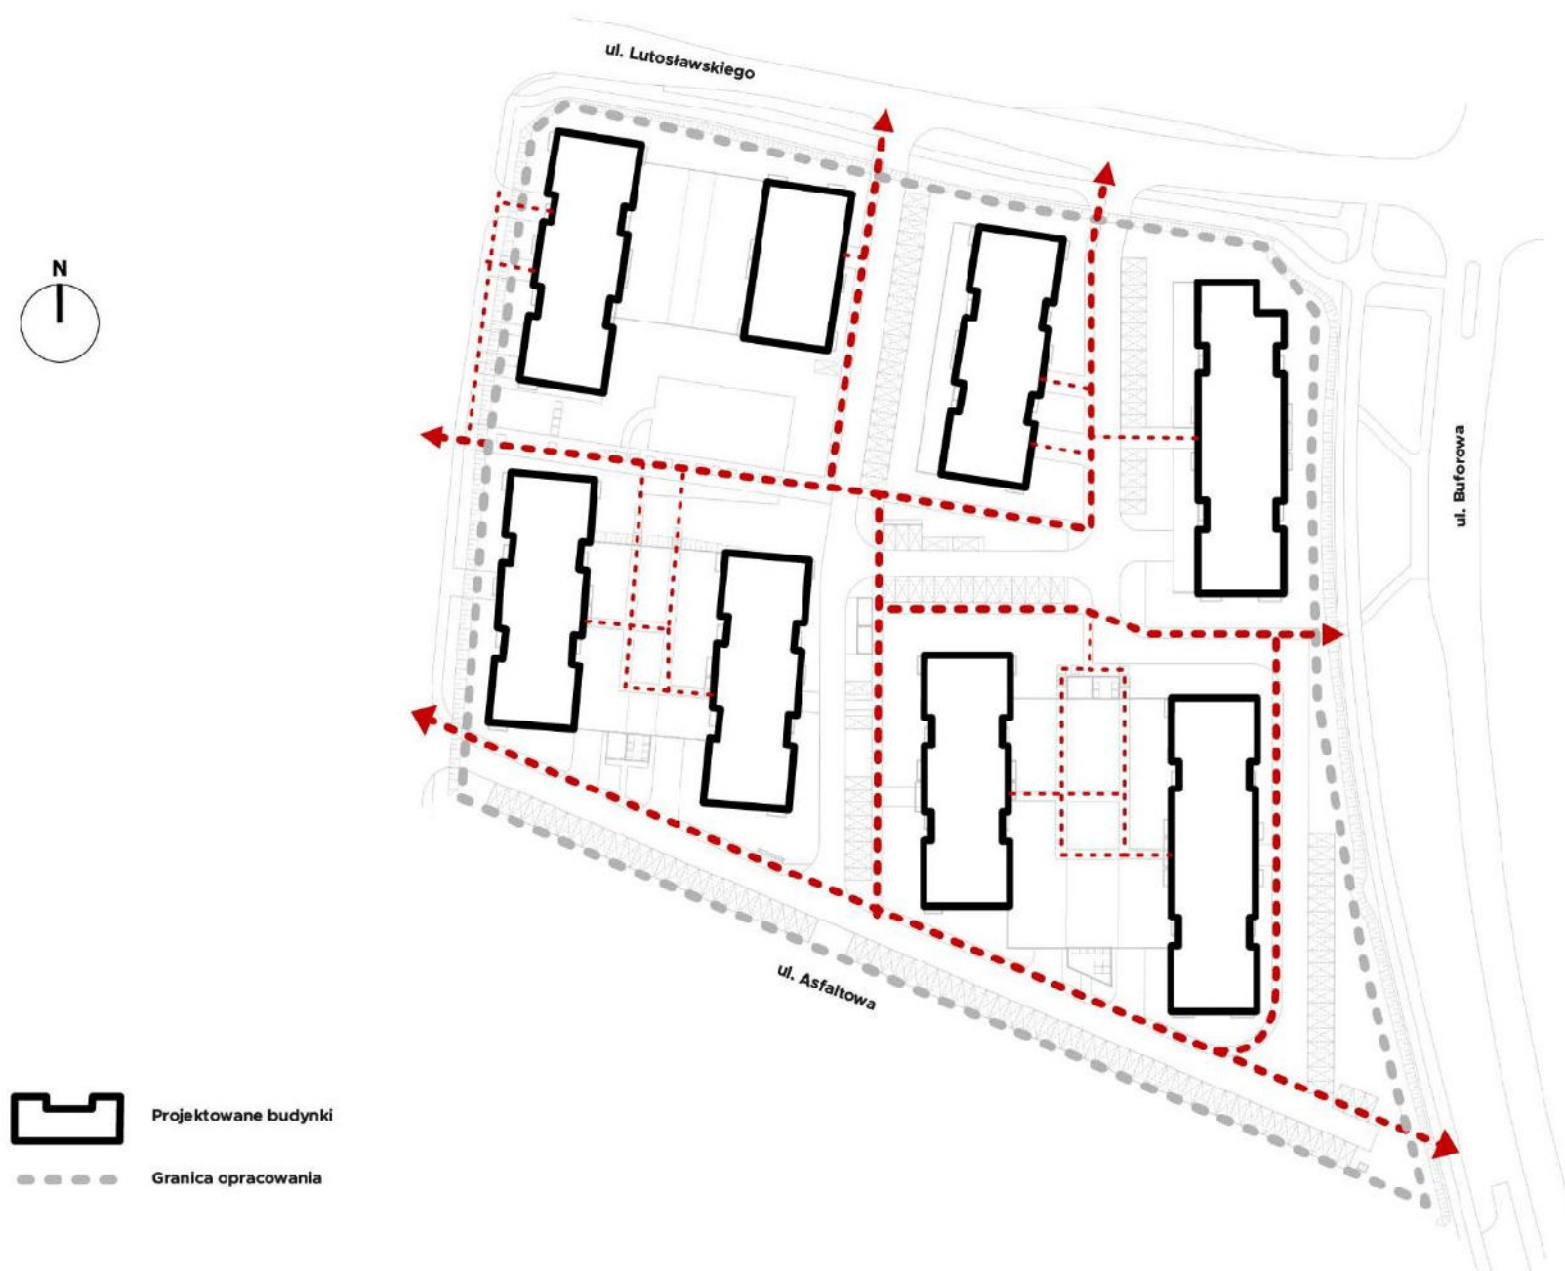 ul. Lutosławskiego
N
ul. Buforowa
ul. Asfaltowa
Projektowane budynki
Granica opracowania